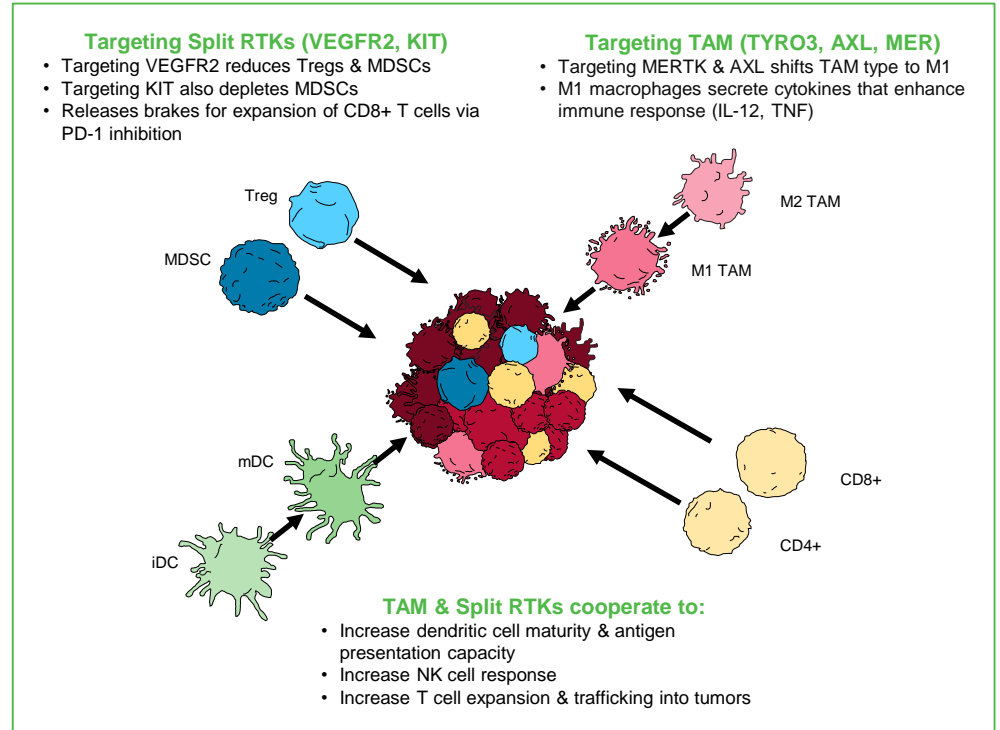 Targeting Split RTKs (VEGFR2, KIT)
• Targeting VEGFR2 reduces Tregs & MDSCs
• Targeting KIT also depletes MDSCs
• Releases brakes for expansion of CD8+ T cells via
PD-1 inhibition
Targeting TAM (TYRO3, AXL, MER)
• Targeting MERTK & AXL shifts TAM type to M1
• M1 macrophages secrete cytokines that enhance
immune response (IL-12, TNF)
Treg
MDSC
M2 TAM
M1 TAM
mDC
iDC
CD8+
CD4+
TAM & Split RTKs cooperate to:
• Increase dendritic cell maturity & antigen
presentation capacity
• Increase NK cell response
• Increase T cell expansion & trafficking into tumors